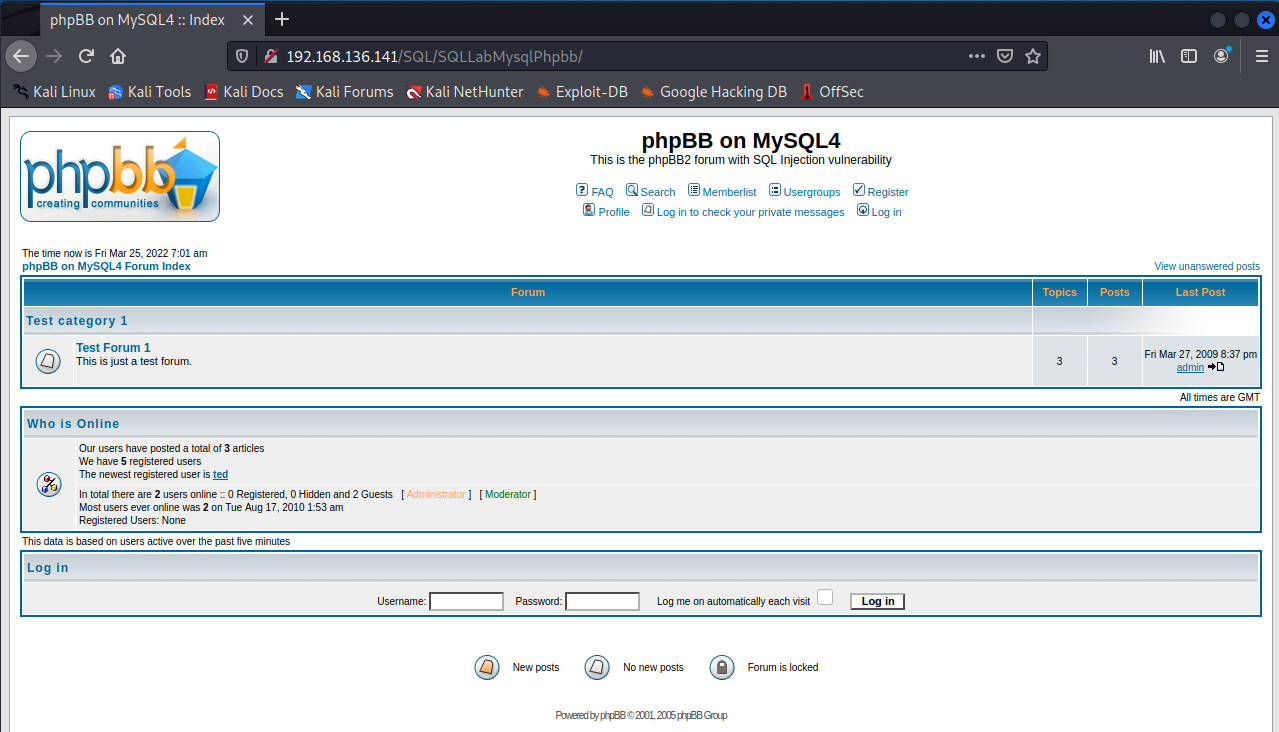 phpBB on MySQL4 :: Index
192.168.136.141/SQL/SQLLabMysqlPhpbb/
Kali Linux Kali Tools Kali Docs Kali Forums Kali NetHunter Exploit-DB Google Hacking DB OffSec
phpBB
creating communities
phpBB on MySQL4
This is the phpBB2 forum with SQL Injection vulnerability
FAQ Search Memberlist Usergroups Register
Profile Log in to check your private messages Log in
The time now is Fri Mar 25, 2022 7:01 am
phpBB on MySQL4 Forum Index View unanswered posts
Forum Topics Posts Last Post
Test category 1
Test Forum 1
This is just a test forum.
3 3 Fri Mar 27, 2009 8:37 pm
admin
All times are GMT
Who is Online
Our users have posted a total of 3 articles
We have 5 registered users
The newest registered user is ted
In total there are 2 users online :: 0 Registered, 0 Hidden and 2 Guests [ Administrator ] [ Moderator ]
Most users ever online was 2 on Tue Aug 17, 2010 1:53 am
Registered Users: None
This data is based on users active over the past five minutes
Log in
Username: Password: Log me on automatically each visit Log in
New posts No new posts Forum is locked
Powered by phpBB © 2001, 2005 phpBB Group